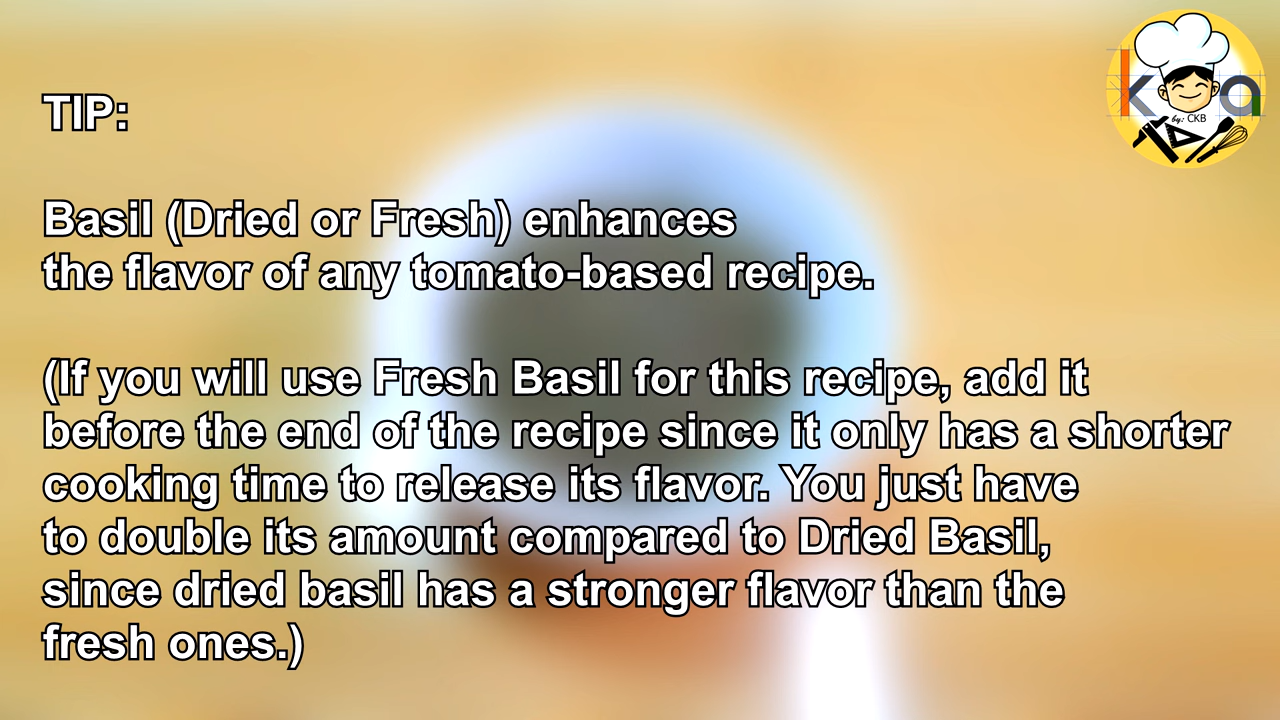 TIP:
Basil (Dried or Fresh) enhances
the flavor of any tomato-based recipe.
(If you will use Fresh Basil for this recipe, add it
before the end of the recipe since it only has a shorter
cooking time to release its flavor. You just have
to double its amount compared to Dried Basil,
since dried basil has a stronger flavor than the
fresh ones.)
by: CKB